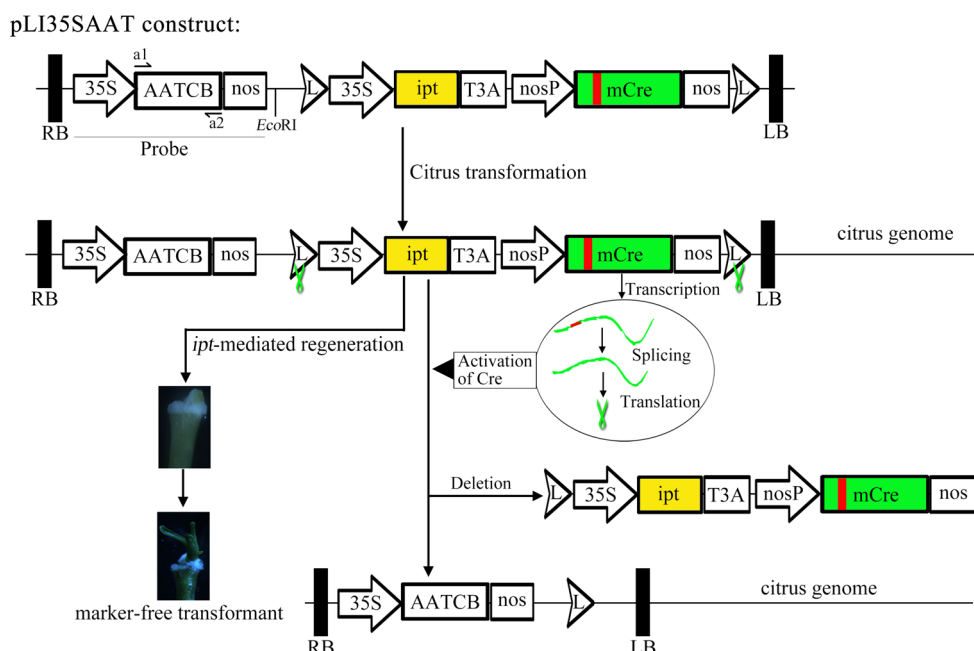 pLI35SAAT construct:
a1
35S AATCB nos L 35S ipt T3A nosP mCre nos L
a2
EcoRI
RB
LB
Probe
Citrus transformation
35S AATCB nos L 35S ipt T3A nosP mCre nos L
citrus genome
RB
LB
Transcription
ipt-mediated regeneration
Activation
of Cre
Splicing
Translation
Deletion
L 35S ipt T3A nosP mCre nos
35S AATCB nos L
citrus genome
marker-free transformant
RB
LB